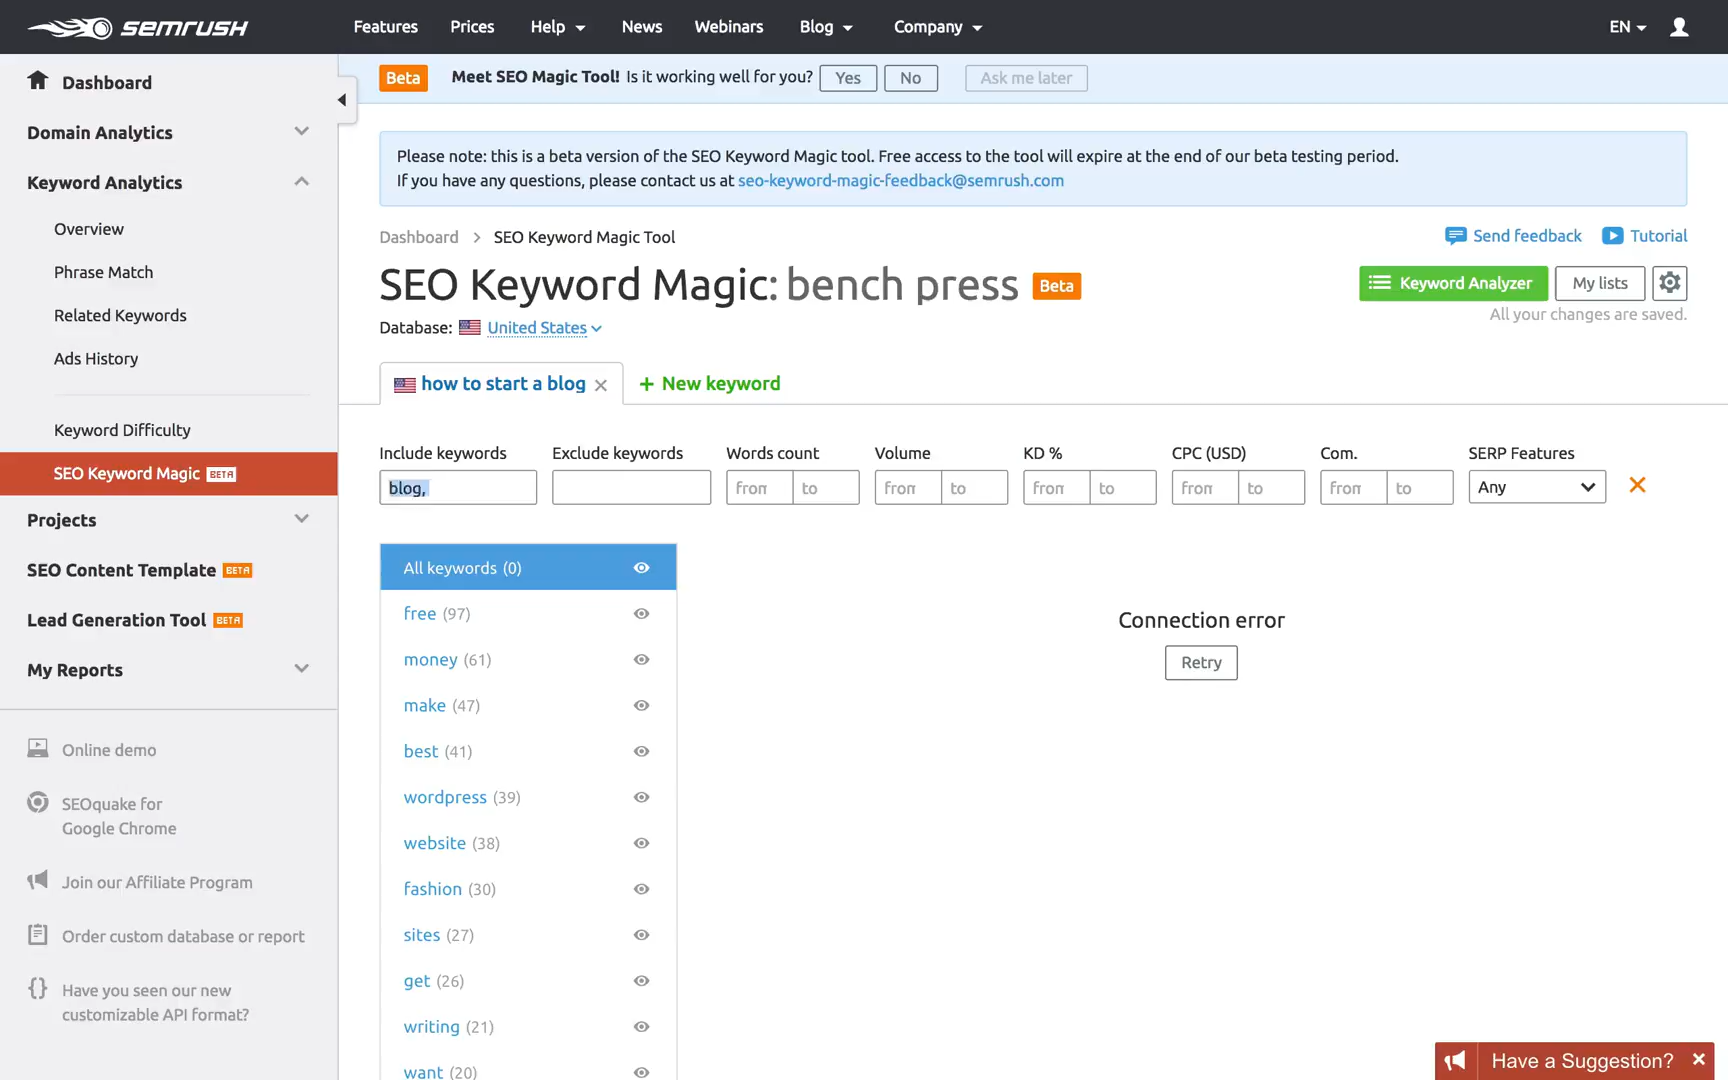 SEMRUSH
Features Prices Help News Webinars Blog Company EN
Beta Meet SEO Magic Tool! Is it working well for you? Yes No Ask me later
Dashboard
Domain Analytics
Keyword Analytics
Overview
Phrase Match
Related Keywords
Ads History
Keyword Difficulty
SEO Keyword Magic BETA
Projects
SEO Content Template BETA
Lead Generation Tool BETA
My Reports
Online demo
SEOquake for
Google Chrome
Join our Affiliate Program
Order custom database or report
Have you seen our new
customizable API format?
Please note: this is a beta version of the SEO Keyword Magic tool. Free access to the tool will expire at the end of our beta testing period.
If you have any questions, please contact us at seo-keyword-magic-feedback@semrush.com
Dashboard > SEO Keyword Magic Tool
Send feedback Tutorial
SEO Keyword Magic: bench press Beta
Keyword Analyzer My lists
All your changes are saved.
Database: United States
how to start a blog × + New keyword
Include keywords Exclude keywords Words count Volume KD % CPC (USD) Com. SERP Features
blog, from to from to from to from to from to Any
All keywords (0)
free (97)
money (61)
make (47)
best (41)
wordpress (39)
website (38)
fashion (30)
sites (27)
get (26)
writing (21)
want (20)
Connection error
Retry
Have a Suggestion? ×